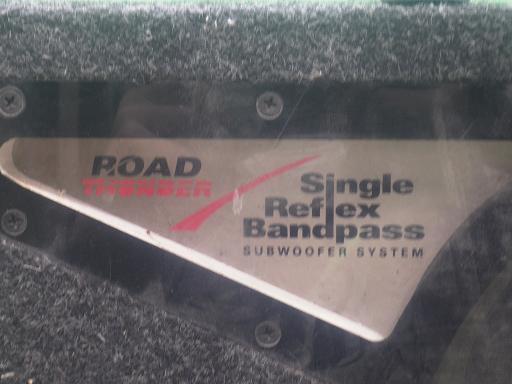 ROAD
THUNDER
Single
Reflex
Bandpass
SUBWOOFER SYSTEM